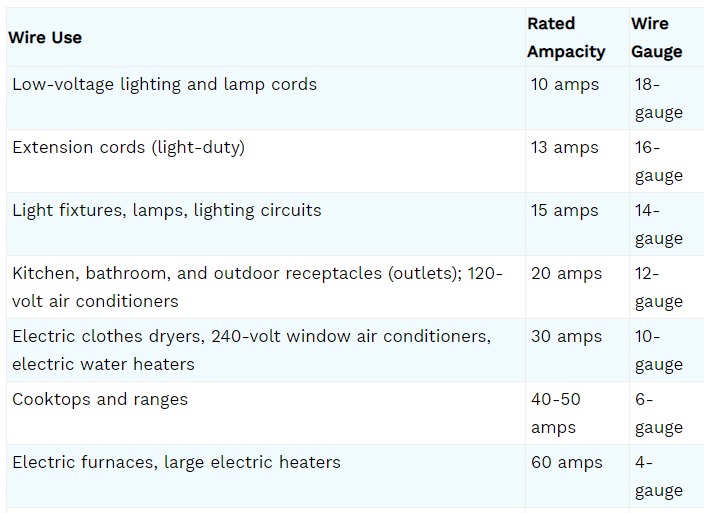 Wire Use Rated Ampacity Wire Gauge
Low-voltage lighting and lamp cords 10 amps 18-gauge
Extension cords (light-duty) 13 amps 16-gauge
Light fixtures, lamps, lighting circuits 15 amps 14-gauge
Kitchen, bathroom, and outdoor receptacles (outlets); 120-
volt air conditioners 20 amps 12-gauge
Electric clothes dryers, 240-volt window air conditioners,
electric water heaters 30 amps 10-gauge
Cooktops and ranges 40-50 amps 6-gauge
Electric furnaces, large electric heaters 60 amps 4-gauge